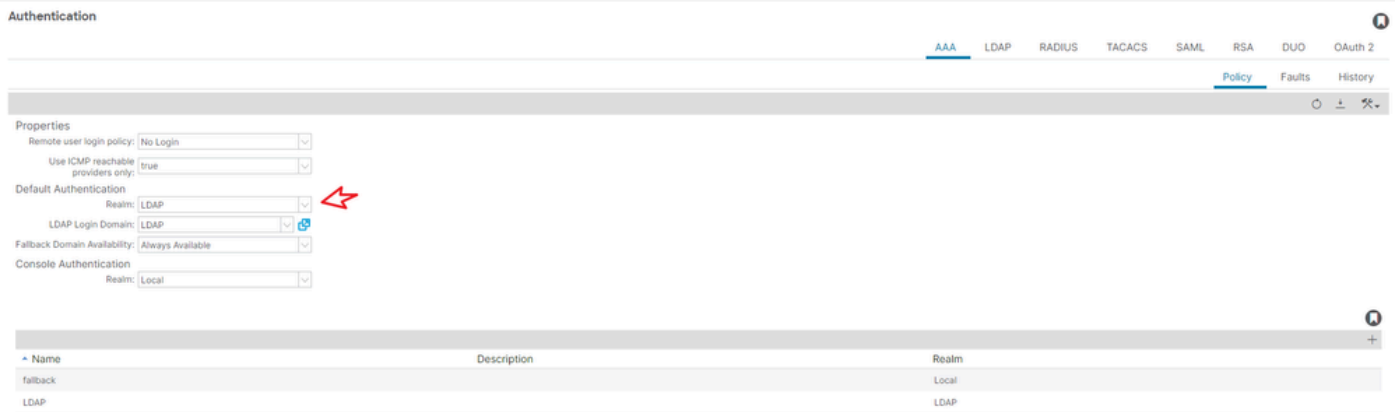 Authentication
AAA LDAP RADIUS TACACS SAML RSA DUO OAuth 2
Policy Faults History
Properties
Remote user login policy: No Login
Use ICMP reachable
providers only: true
Default Authentication
Realm: LDAP
LDAP Login Domain: LDAP
Fallback Domain Availability: Always Available
Console Authentication
Realm: Local
Name Description Realm
fallback Local
LDAP LDAP